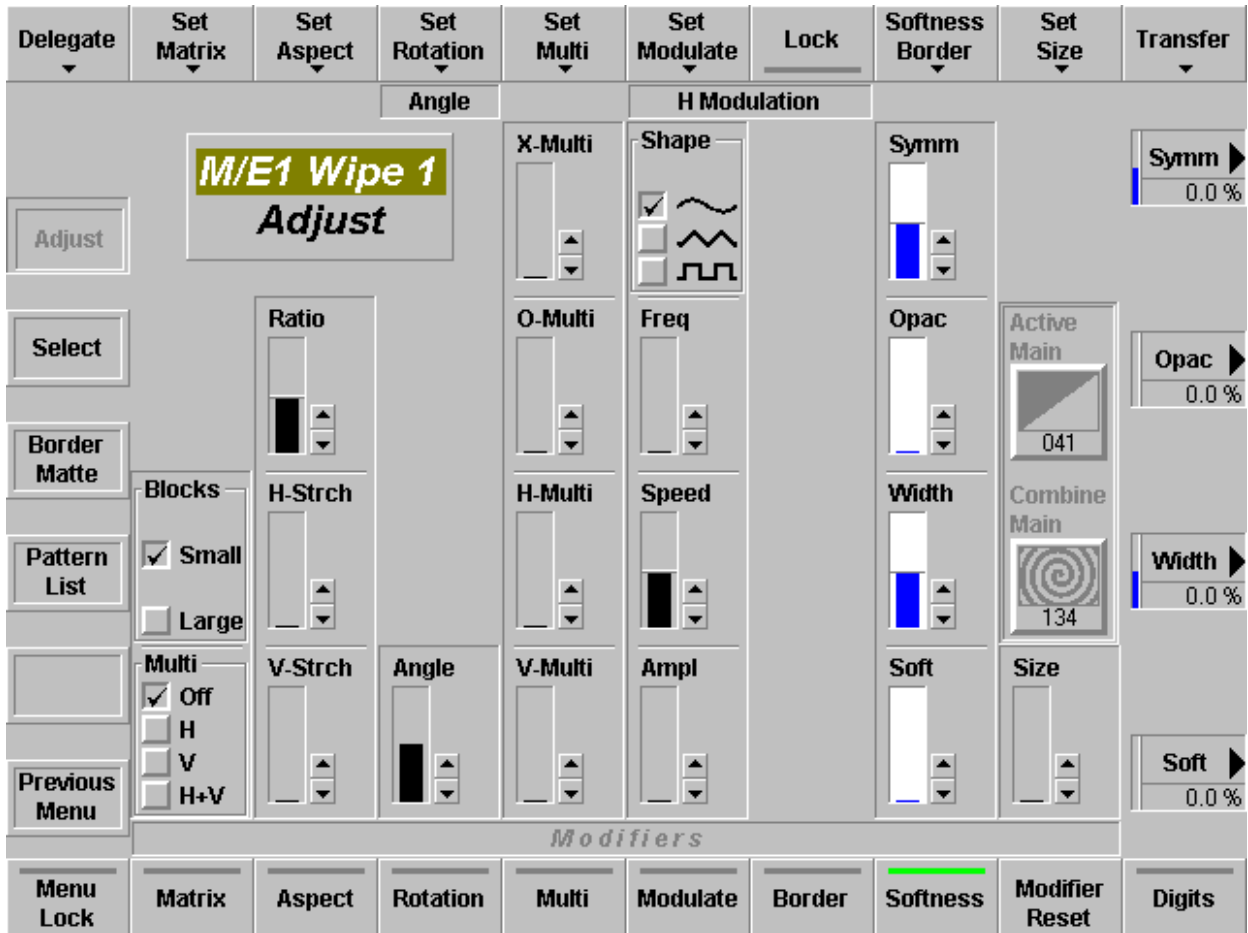 Delegate
Set
Matrix
Set
Aspect
Set
Rotation
Set
Multi
Set
Modulate
Lock
Softness
Border
Set
Size
Transfer
Angle
H Modulation
M/E1 Wipe 1
Adjust
Adjust
Select
Border
Matte
Pattern
List
Previous
Menu
Blocks
Small
Large
Multi
Off
H
V
H+V
Ratio
H-Strch
V-Strch
Angle
X-Multi
O-Multi
H-Multi
V-Multi
Shape
Freq
Speed
Ampl
Symm
Opac
Width
Soft
Active
Main
041
Combine
Main
134
Size
Symm
0.0 %
Opac
0.0 %
Width
0.0 %
Soft
0.0 %
Modifiers
Menu
Lock
Matrix
Aspect
Rotation
Multi
Modulate
Border
Softness
Modifier
Reset
Digits